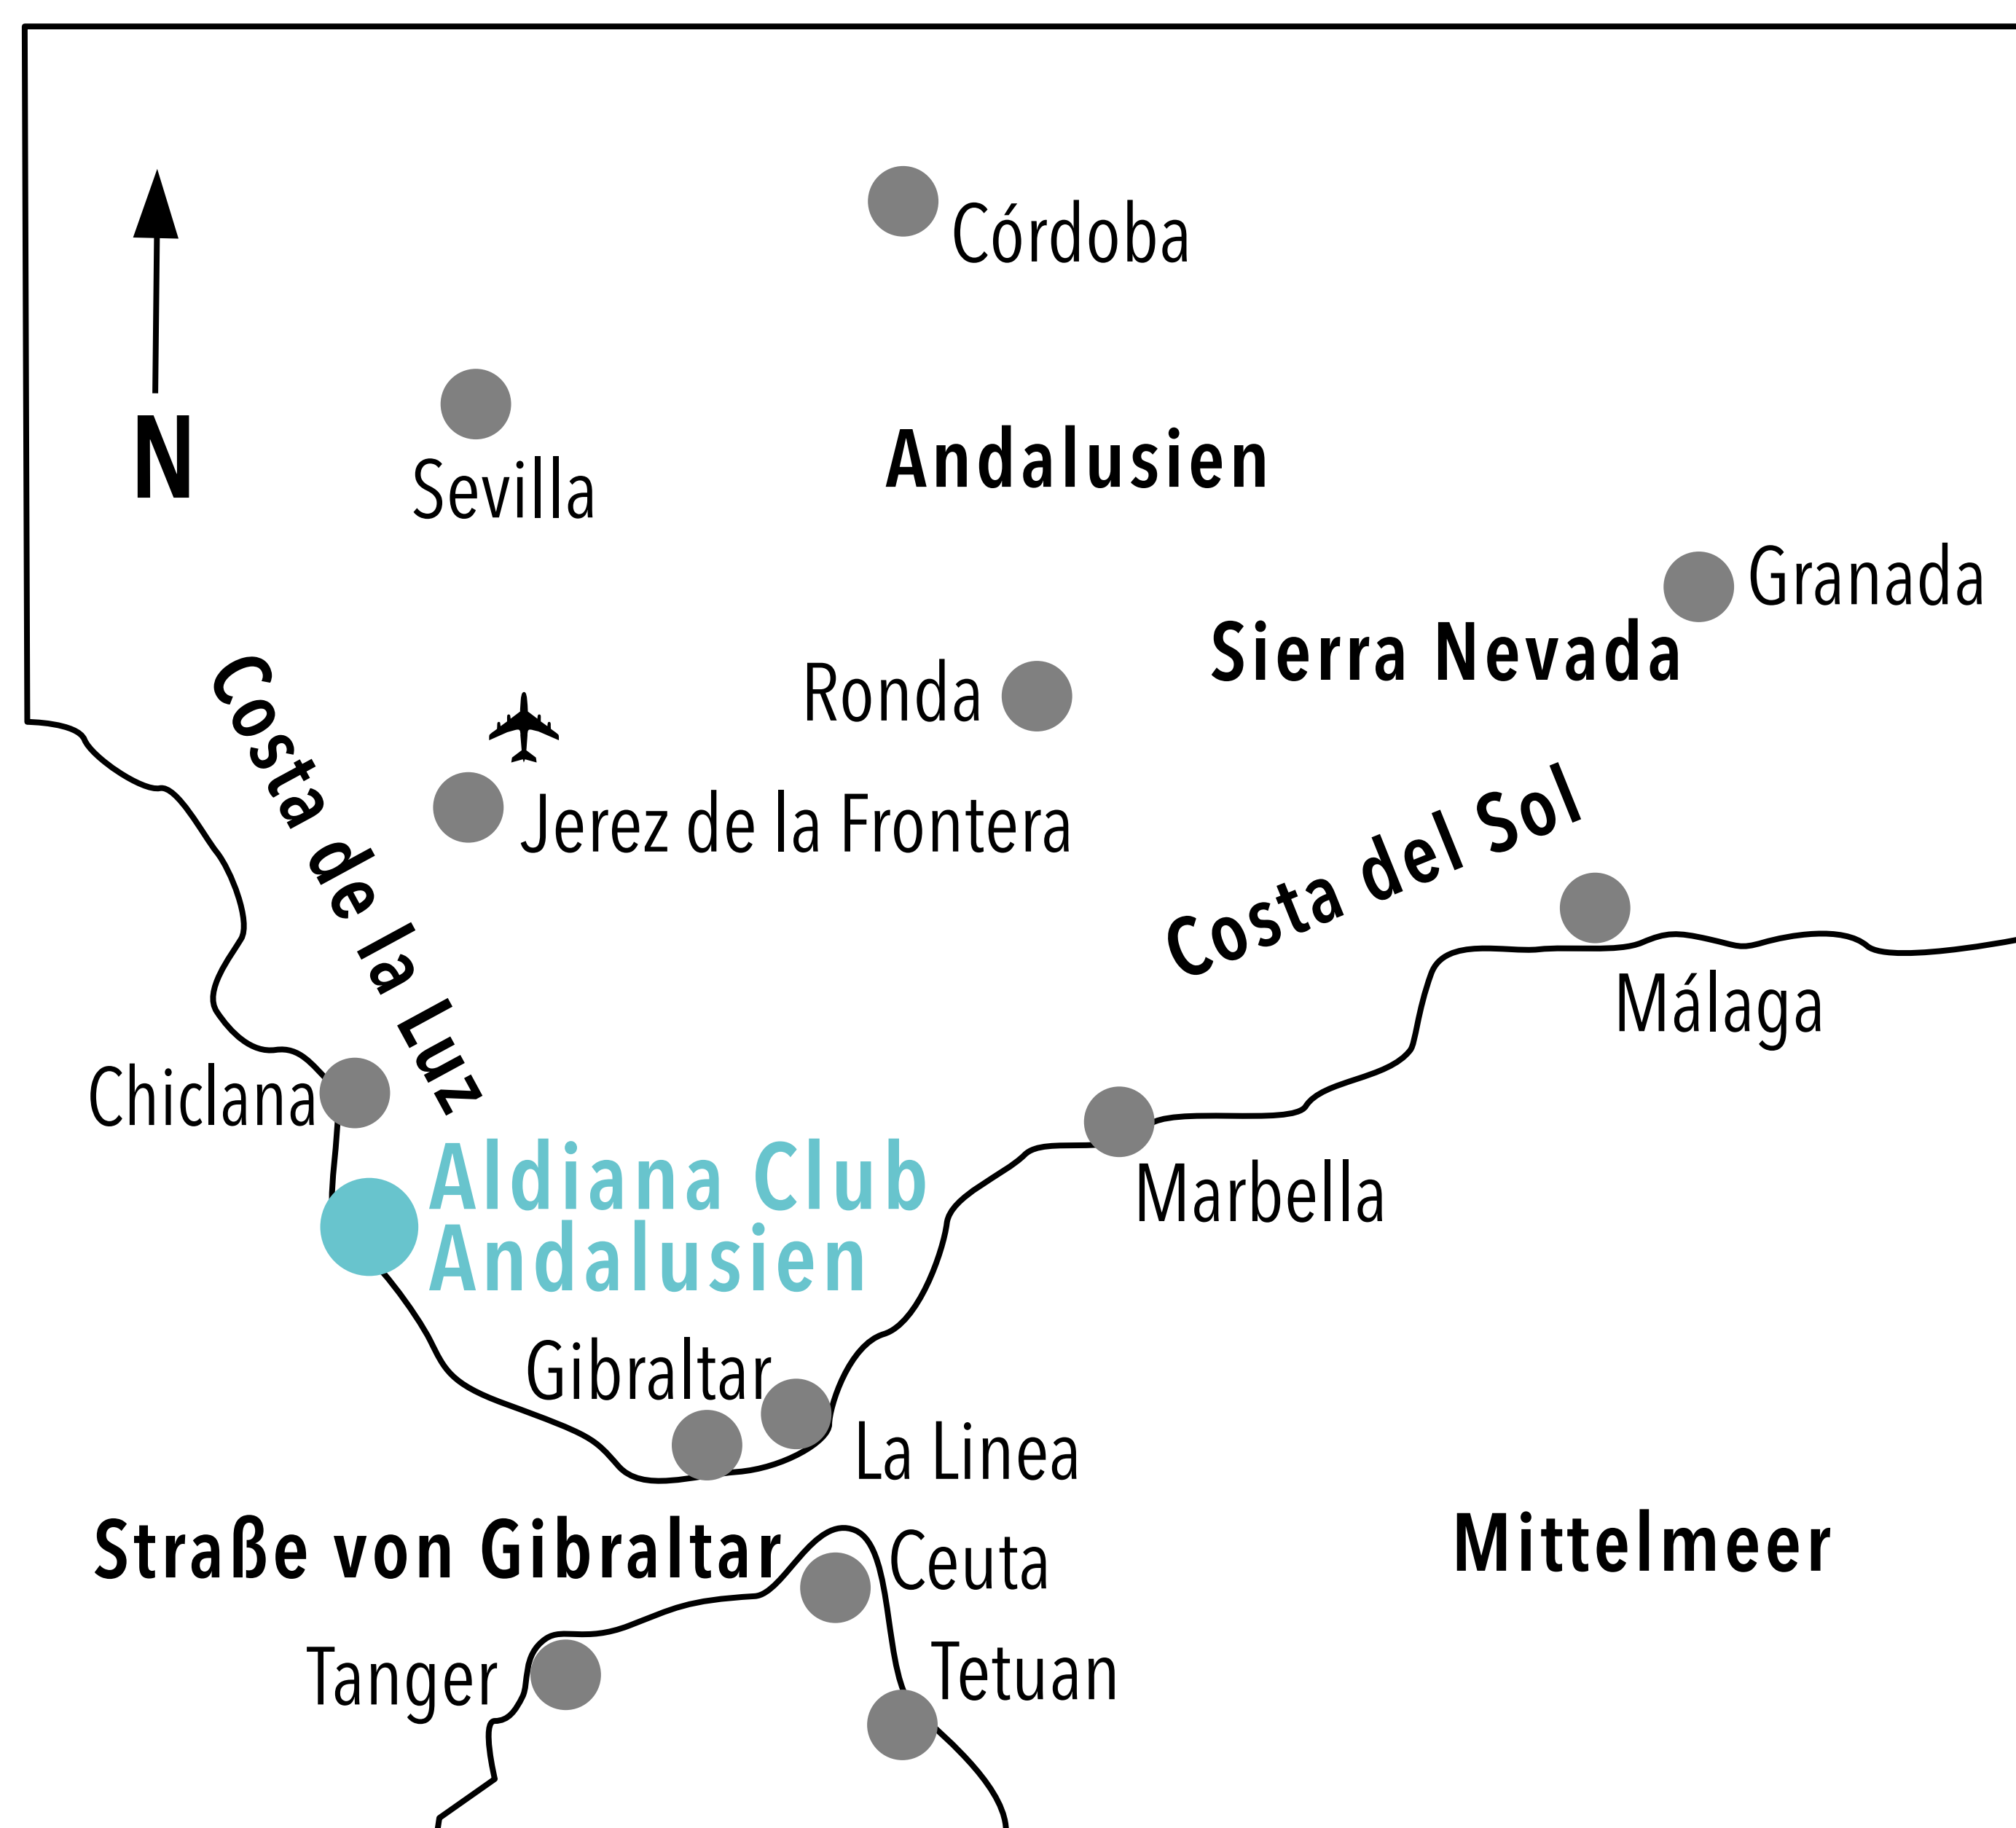 Córdoba
N
Sevilla
Andalusien
Granada
Sierra Nevada
Ronda
Costa de la Luz
Jerez de la Frontera
Costa del Sol
Málaga
Chiclana
Aldiana Club
Andalusien
Marbella
Gibraltar
La Linea
Straße von Gibraltar
Ceuta
Mittelmeer
Tanger
Tetuan